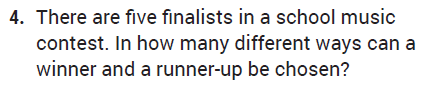 4. There are five finalists in a school music
contest. In how many different ways can a
winner and a runner-up be chosen?